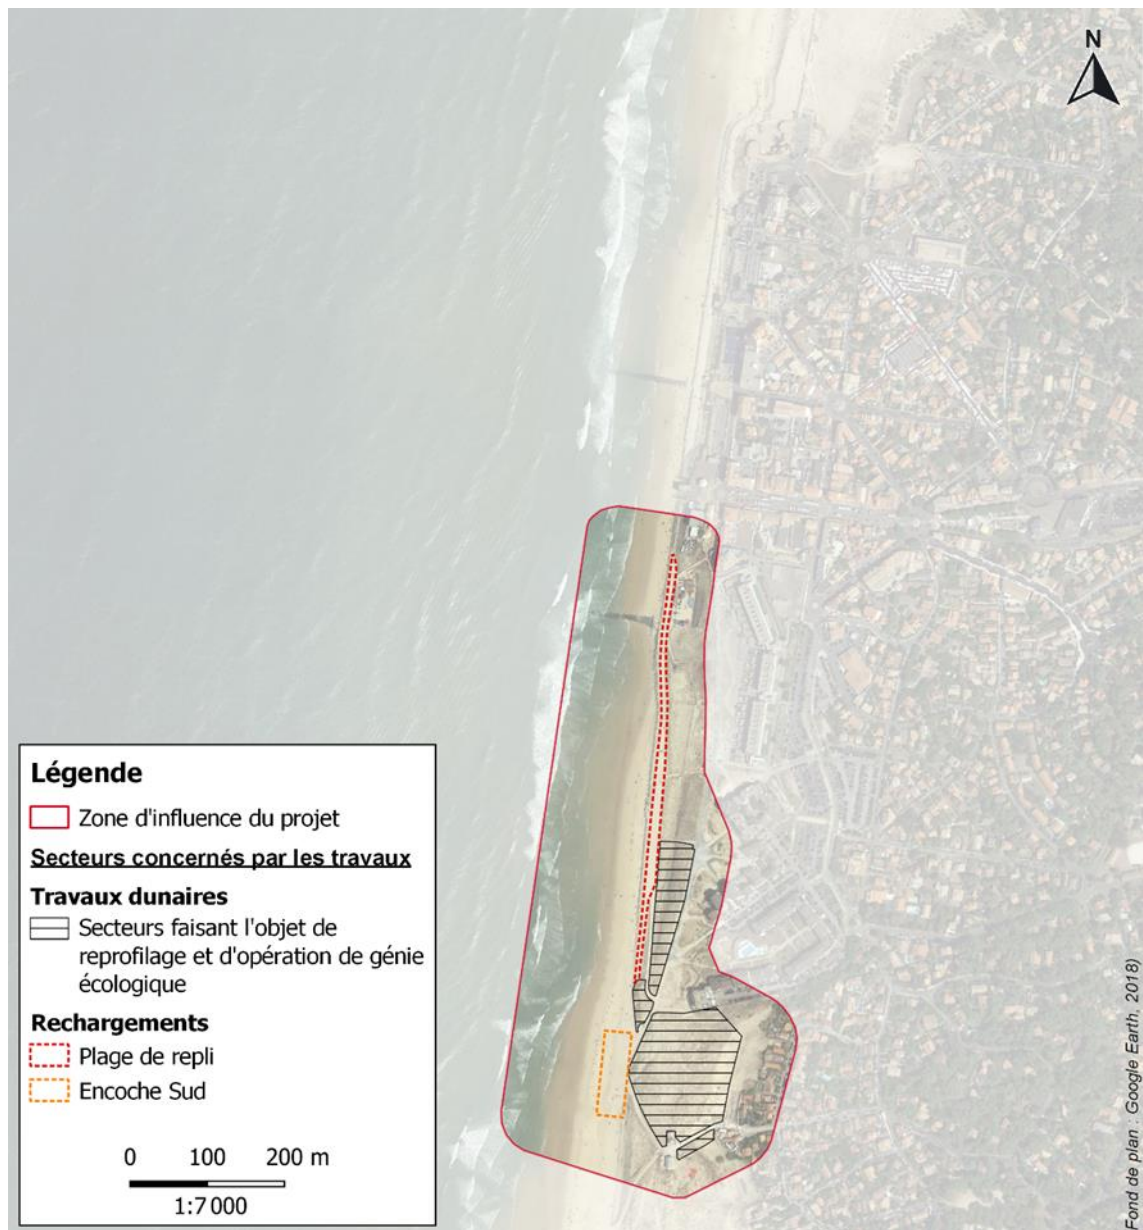 N
Légende
Zone d'influence du projet
Secteurs concernés par les travaux
Travaux dunaires
Secteurs faisant l'objet de
reprofilage et d'opération de génie
écologique
Rechargements
Plage de repli
Encoche Sud
0 100 200 m
1:7 000
Fond de plan : Google Earth, 2018)